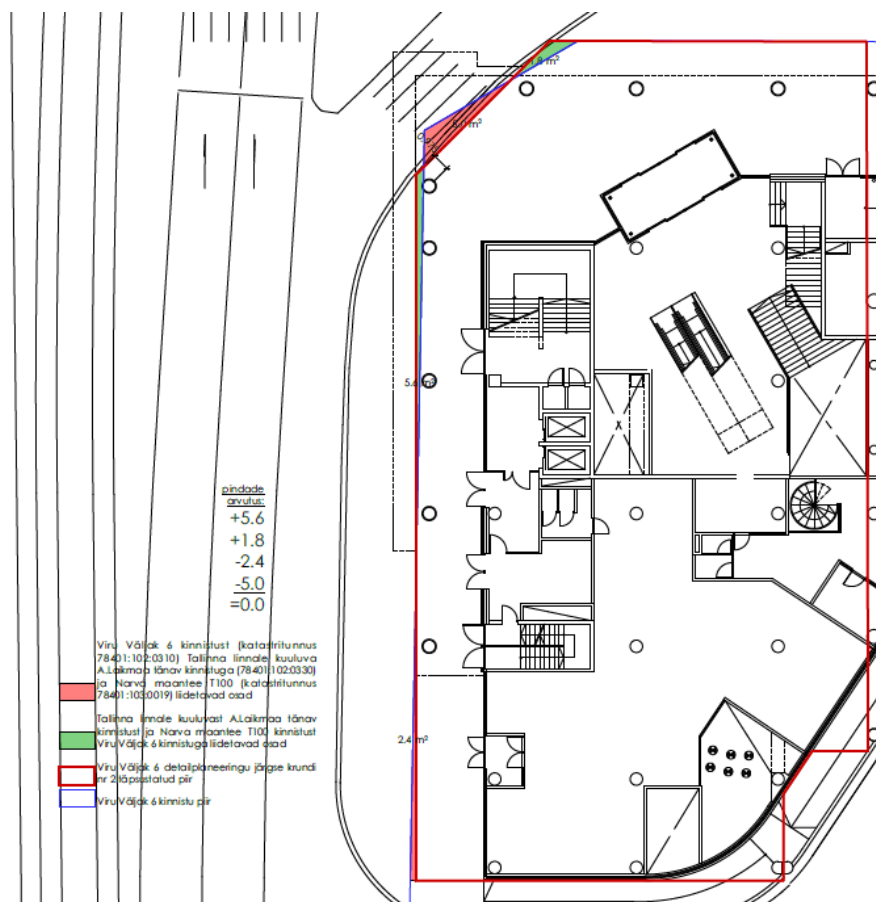 1.8 m²
5.0 m²
5.6 m²
pindade
arvutus:
+5.6
+1.8
-2.4
-5.0
=0.0
Viru Väljak 6 kinnistust (katastritunnus
78401:102:0310) Tallinna linnale kuuluva
A.Laikmaa tänav kinnistuga (78401:102:0330)
ja Narva maantee T100 (katastritunnus
78401:103:0019) liidetavad osad
Tallinna linnale kuuluvast A.Laikmaa tänav
kinnistust ja Narva maantee T100 kinnistust
Viru Väljak 6 kinnistuga liidetavad osad
2.4 m²
Viru Väljak 6 detailplaneeringu järgse krundi
nr 2 täpsustatud piir
Viru Väljak 6 kinnistu piir